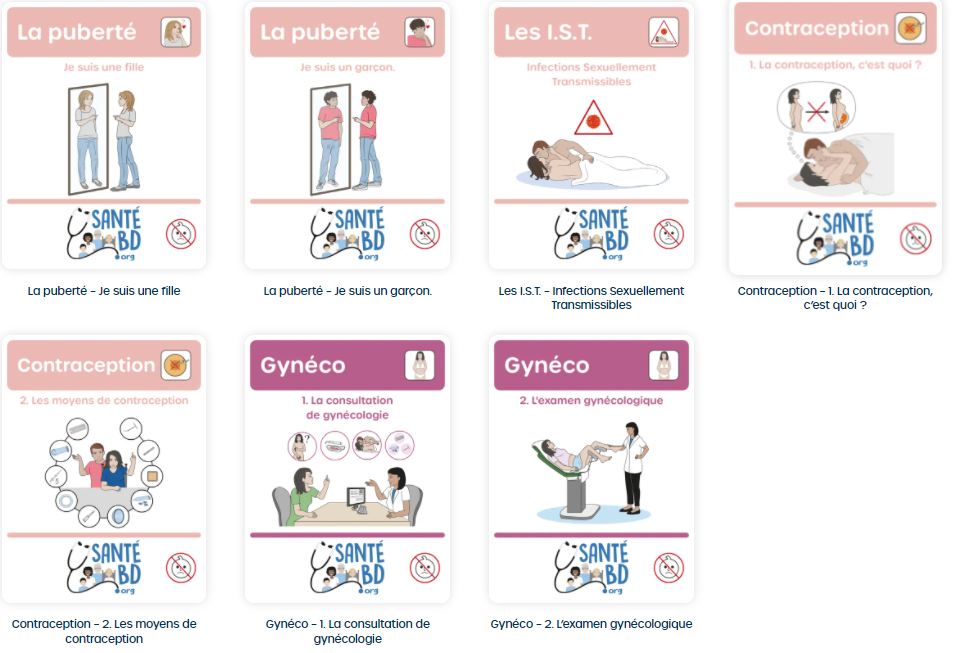 La puberté
Je suis une fille
SANTÉ
BD
.org
La puberté – Je suis une fille
La puberté
Je suis un garçon.
SANTÉ
BD
.org
La puberté – Je suis un garçon.
Les I.S.T.
Infections Sexuellement
Transmissibles
SANTÉ
BD
.org
Les I.S.T. – Infections Sexuellement
Transmissibles
Contraception
1. La contraception, c'est quoi ?
SANTÉ
BD
.org
Contraception – 1. La contraception,
c'est quoi ?
Contraception
2. Les moyens de contraception
SANTÉ
BD
.org
Contraception – 2. Les moyens de
contraception
Gynéco
1. La consultation
de gynécologie
?
SANTÉ
BD
.org
Gynéco – 1. La consultation de
gynécologie
Gynéco
2. L'examen gynécologique
SANTÉ
BD
.org
Gynéco – 2. L'examen gynécologique